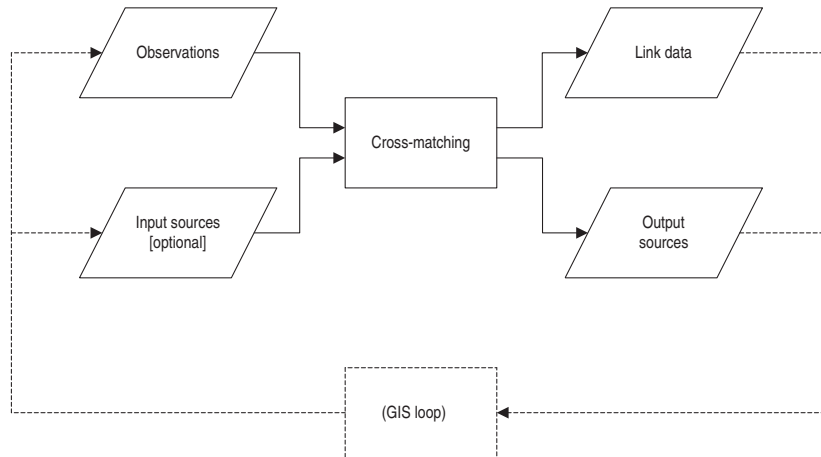 Observations
Link data
Cross-matching
Input sources
[optional]
Output
sources
(GIS loop)